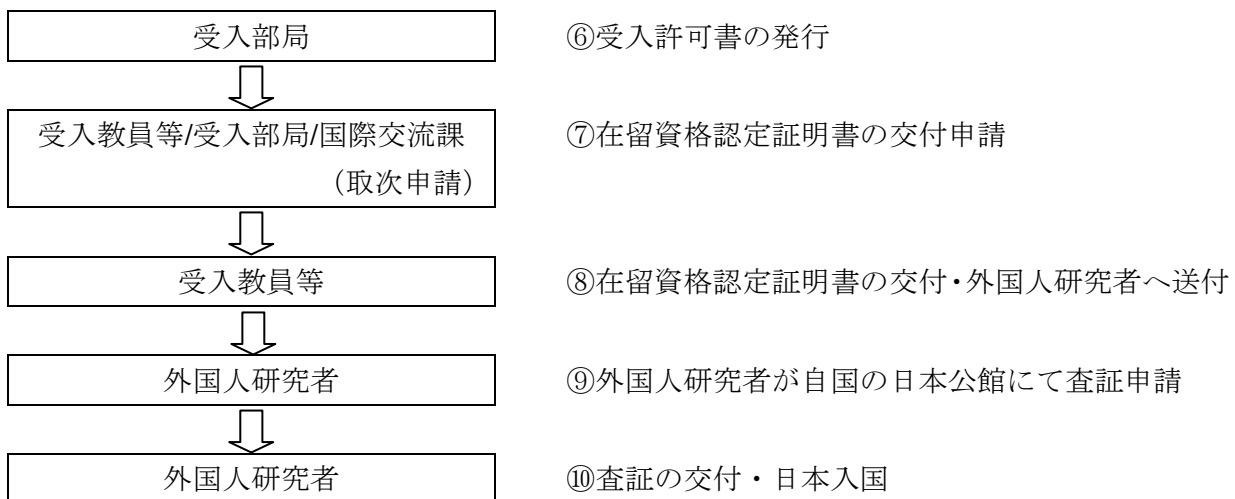 受入部局
⑥受入許可書の発行
受入教員等/受入部局/国際交流課
（取次申請）
⑦在留資格認定証明書の交付申請
受入教員等
⑧在留資格認定証明書の交付・外国人研究者へ送付
外国人研究者
⑨外国人研究者が自国の日本公館にて査証申請
外国人研究者
⑩査証の交付・日本入国